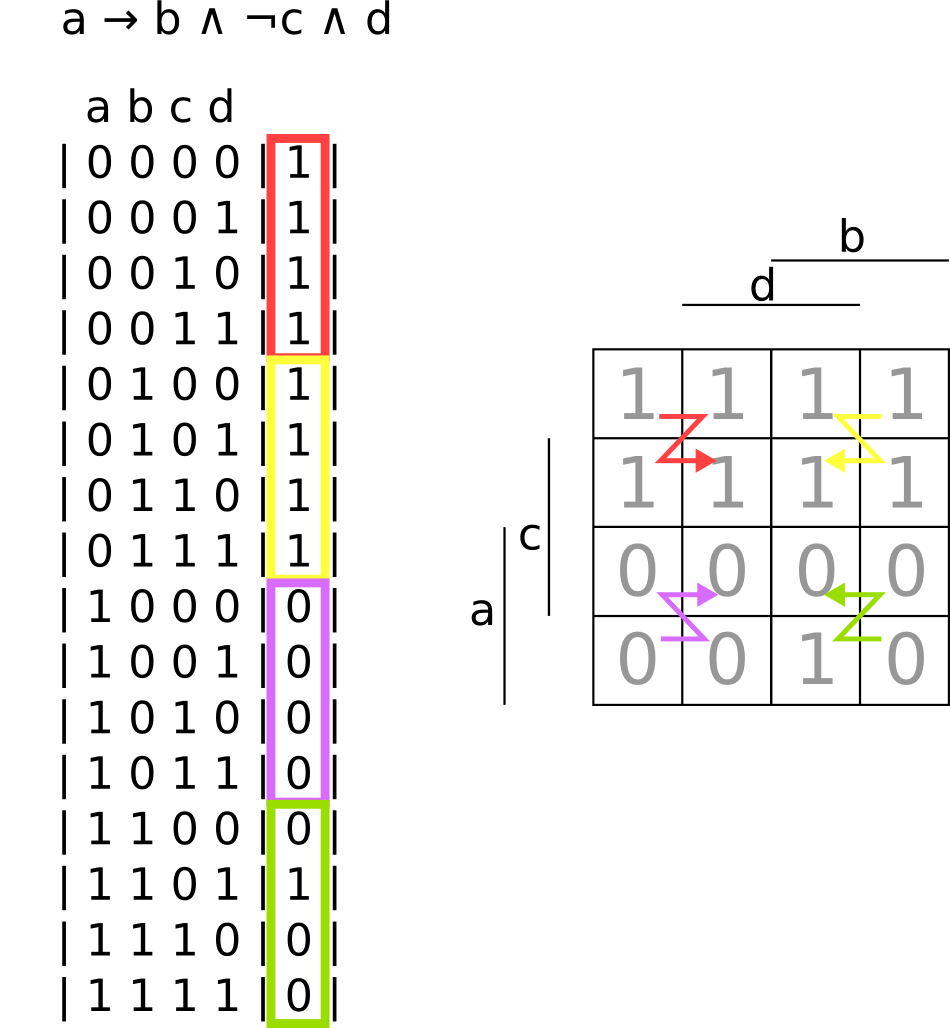 a → b ∧ ¬c ∧ d
a b c d
| 0 0 0 0 | 1 |
| 0 0 0 1 | 1 |
| 0 0 1 0 | 1 |
| 0 0 1 1 | 1 |
| 0 1 0 0 | 1 |
| 0 1 0 1 | 1 |
| 0 1 1 0 | 1 |
| 0 1 1 1 | 1 |
| 1 0 0 0 | 0 |
| 1 0 0 1 | 0 |
| 1 0 1 0 | 0 |
| 1 0 1 1 | 0 |
| 1 1 0 0 | 0 |
| 1 1 0 1 | 1 |
| 1 1 1 0 | 0 |
| 1 1 1 1 | 0 |
b
d
1 1 1 1
1 1 1 1
c
0 0 0 0
a
0 0 1 0